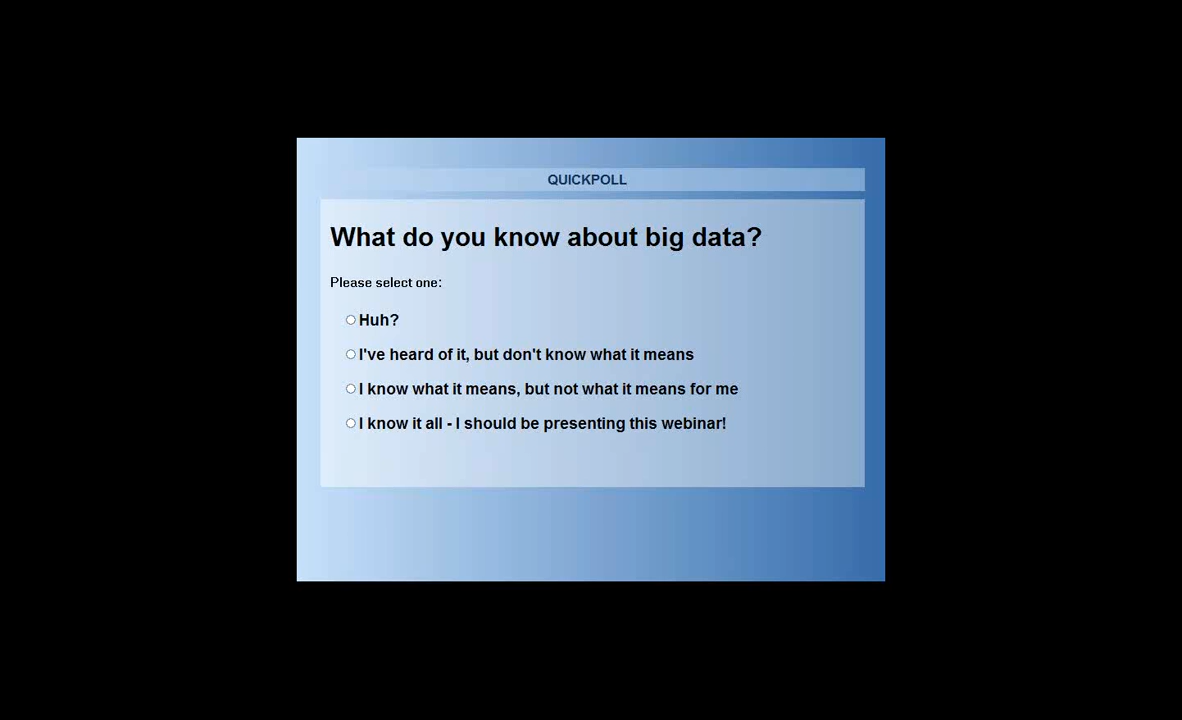 QUICKPOLL
What do you know about big data?
Please select one:
Huh?
I've heard of it, but don't know what it means
I know what it means, but not what it means for me
I know it all - I should be presenting this webinar!